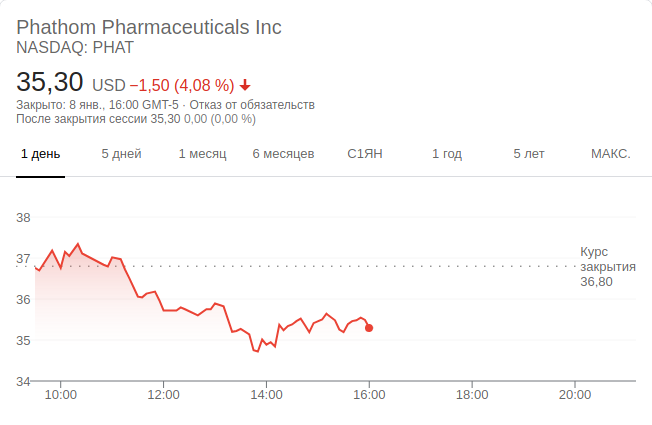 Phathom Pharmaceuticals Inc
NASDAQ: PHAT
35,30 USD −1,50 (4,08 %)
Закрыто: 8 янв., 16:00 GMT-5 · Отказ от обязательств
После закрытия сессии 35,30 0,00 (0,00 %)
1 день 5 дней 1 месяц 6 месяцев С1ЯН 1 год 5 лет МАКС.
38
37
36
35
34
Курс
закрытия
36,80
10:00 12:00 14:00 16:00 18:00 20:00